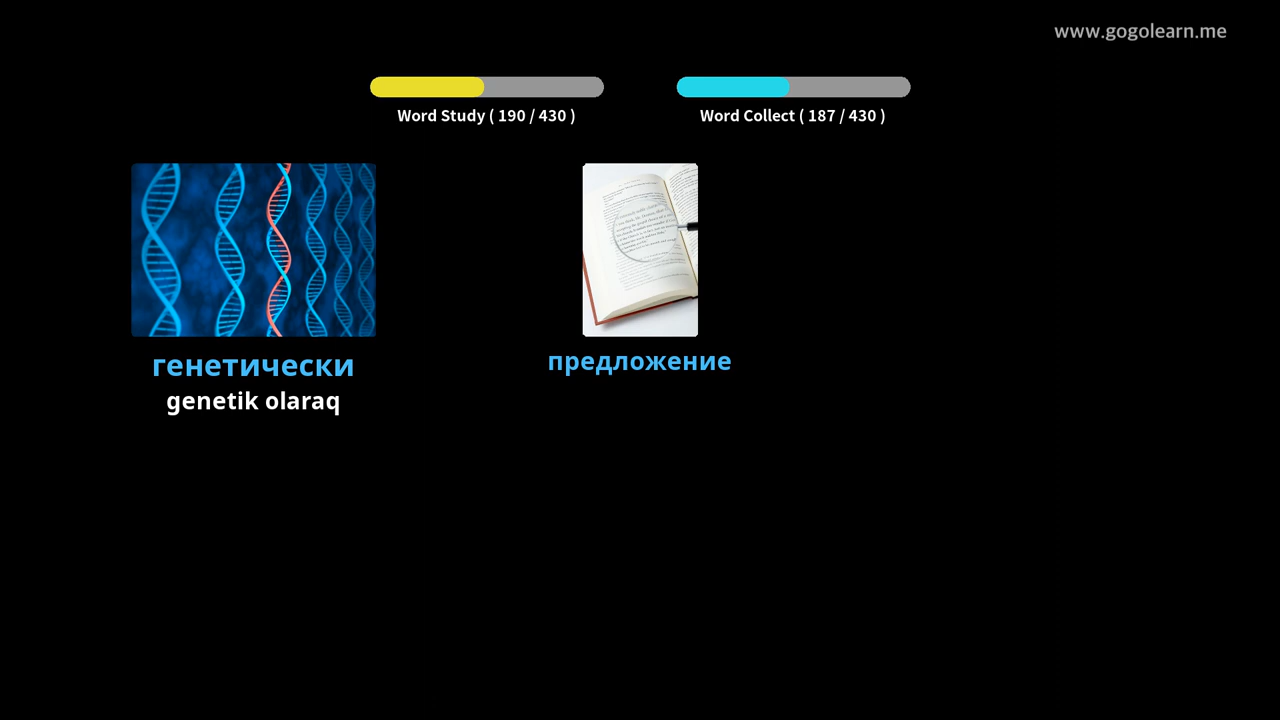 www.gogolearn.me
Word Study ( 190 / 430 )
Word Collect ( 187 / 430 )
генетически
genetik olaraq
предложение